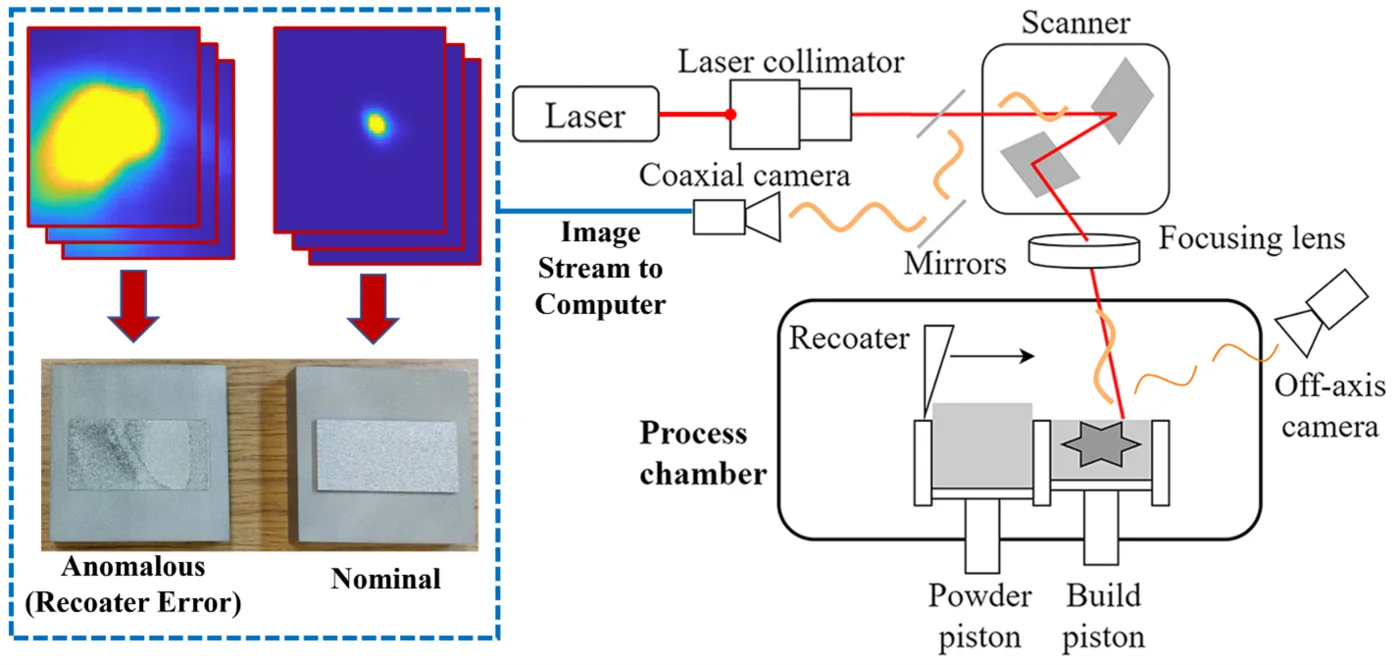 Scanner
Laser collimator
Laser
Coaxial camera
Image
Stream to
Computer
Mirrors
Focusing lens
Recoater
Off-axis
camera
Process
chamber
Powder
piston
Build
piston
Anomalous
(Recoater Error)
Nominal